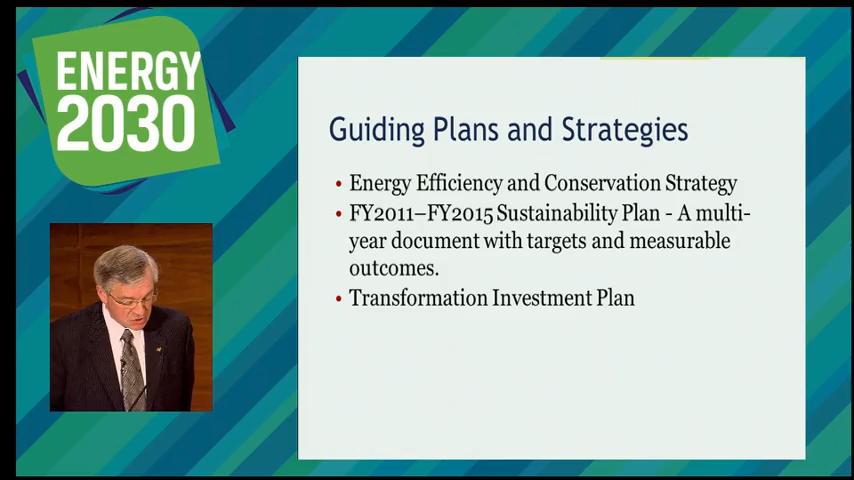 ENERGY
2030
Guiding Plans and Strategies
• Energy Efficiency and Conservation Strategy
• FY2011–FY2015 Sustainability Plan - A multi-
year document with targets and measurable
outcomes.
• Transformation Investment Plan